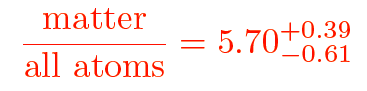 matter / all atoms = 5.70 +0.39 −0.61